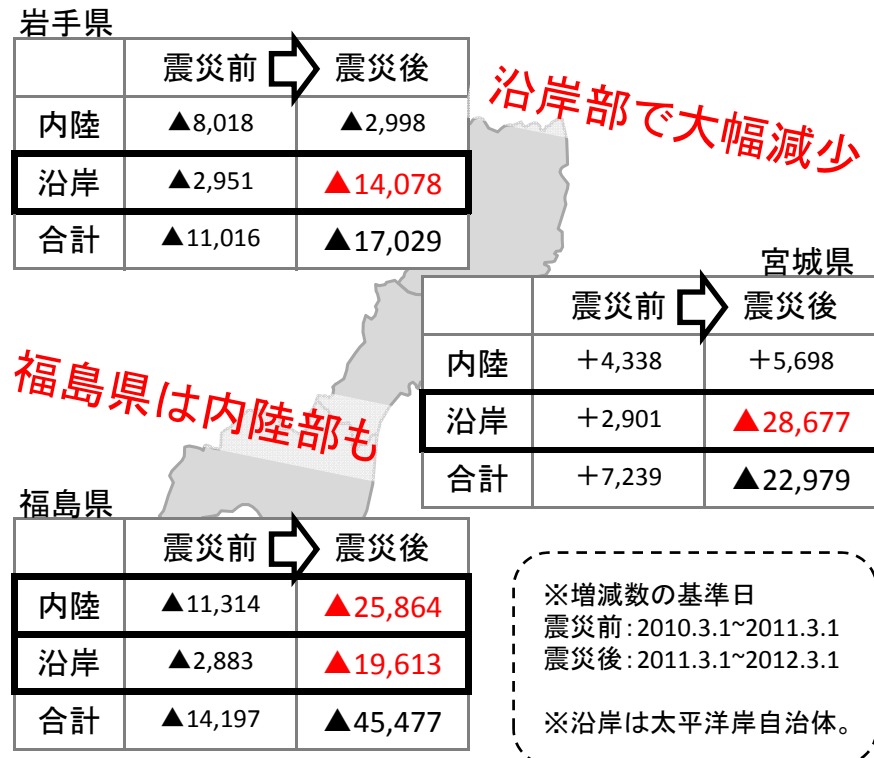 岩手県
震災前 震災後
内陸 ▲8,018 ▲2,998
沿岸 ▲2,951 ▲14,078
合計 ▲11,016 ▲17,029
沿岸部で大幅減少
宮城県
震災前 震災後
内陸 +4,338 +5,698
沿岸 +2,901 ▲28,677
合計 +7,239 ▲22,979
福島県は内陸部も
福島県
震災前 震災後
内陸 ▲11,314 ▲25,864
沿岸 ▲2,883 ▲19,613
合計 ▲14,197 ▲45,477
※増減数の基準日
震災前:2010.3.1~2011.3.1
震災後:2011.3.1~2012.3.1
※沿岸は太平洋岸自治体。